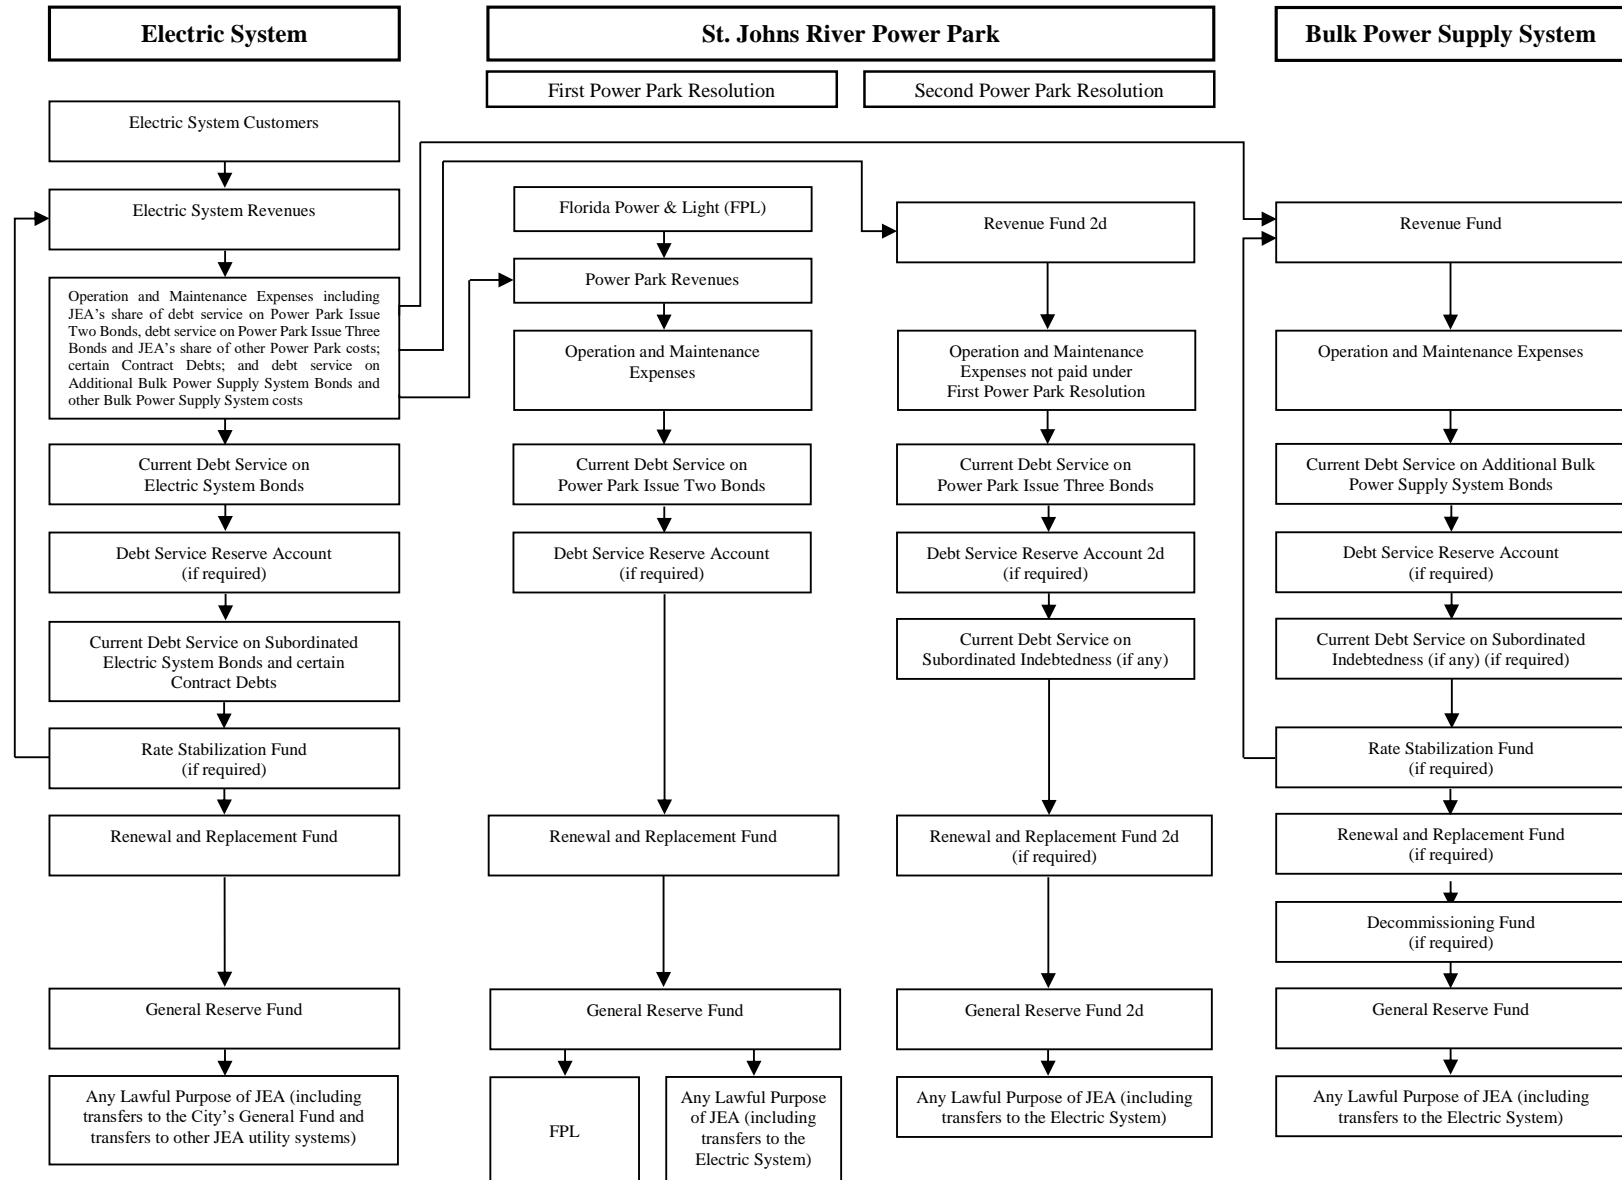 Electric System
St. Johns River Power Park
Bulk Power Supply System
First Power Park Resolution
Second Power Park Resolution
Electric System Customers
Electric System Revenues
Operation and Maintenance Expenses including
JEA's share of debt service on Power Park Issue
Two Bonds, debt service on Power Park Issue Three
Bonds and JEA's share of other Power Park costs;
certain Contract Debts; and debt service on
Additional Bulk Power Supply System Bonds and
other Bulk Power Supply System costs
Current Debt Service on
Electric System Bonds
Debt Service Reserve Account
(if required)
Current Debt Service on Subordinated
Electric System Bonds and certain
Contract Debts
Rate Stabilization Fund
(if required)
Renewal and Replacement Fund
General Reserve Fund
Any Lawful Purpose of JEA (including
transfers to the City's General Fund and
transfers to other JEA utility systems)
Florida Power & Light (FPL)
Power Park Revenues
Operation and Maintenance
Expenses
Current Debt Service on
Power Park Issue Two Bonds
Debt Service Reserve Account
(if required)
Renewal and Replacement Fund
General Reserve Fund
FPL
Any Lawful Purpose
of JEA (including
transfers to the
Electric System)
Revenue Fund 2d
Operation and Maintenance
Expenses not paid under
First Power Park Resolution
Current Debt Service on
Power Park Issue Three Bonds
Debt Service Reserve Account 2d
(if required)
Current Debt Service on
Subordinated Indebtedness (if any)
Renewal and Replacement Fund 2d
(if required)
General Reserve Fund 2d
Any Lawful Purpose of JEA (including
transfers to the Electric System)
Revenue Fund
Operation and Maintenance Expenses
Current Debt Service on Additional Bulk
Power Supply System Bonds
Debt Service Reserve Account
(if required)
Current Debt Service on Subordinated
Indebtedness (if any) (if required)
Rate Stabilization Fund
(if required)
Renewal and Replacement Fund
(if required)
Decommissioning Fund
(if required)
General Reserve Fund
Any Lawful Purpose of JEA (including
transfers to the Electric System)